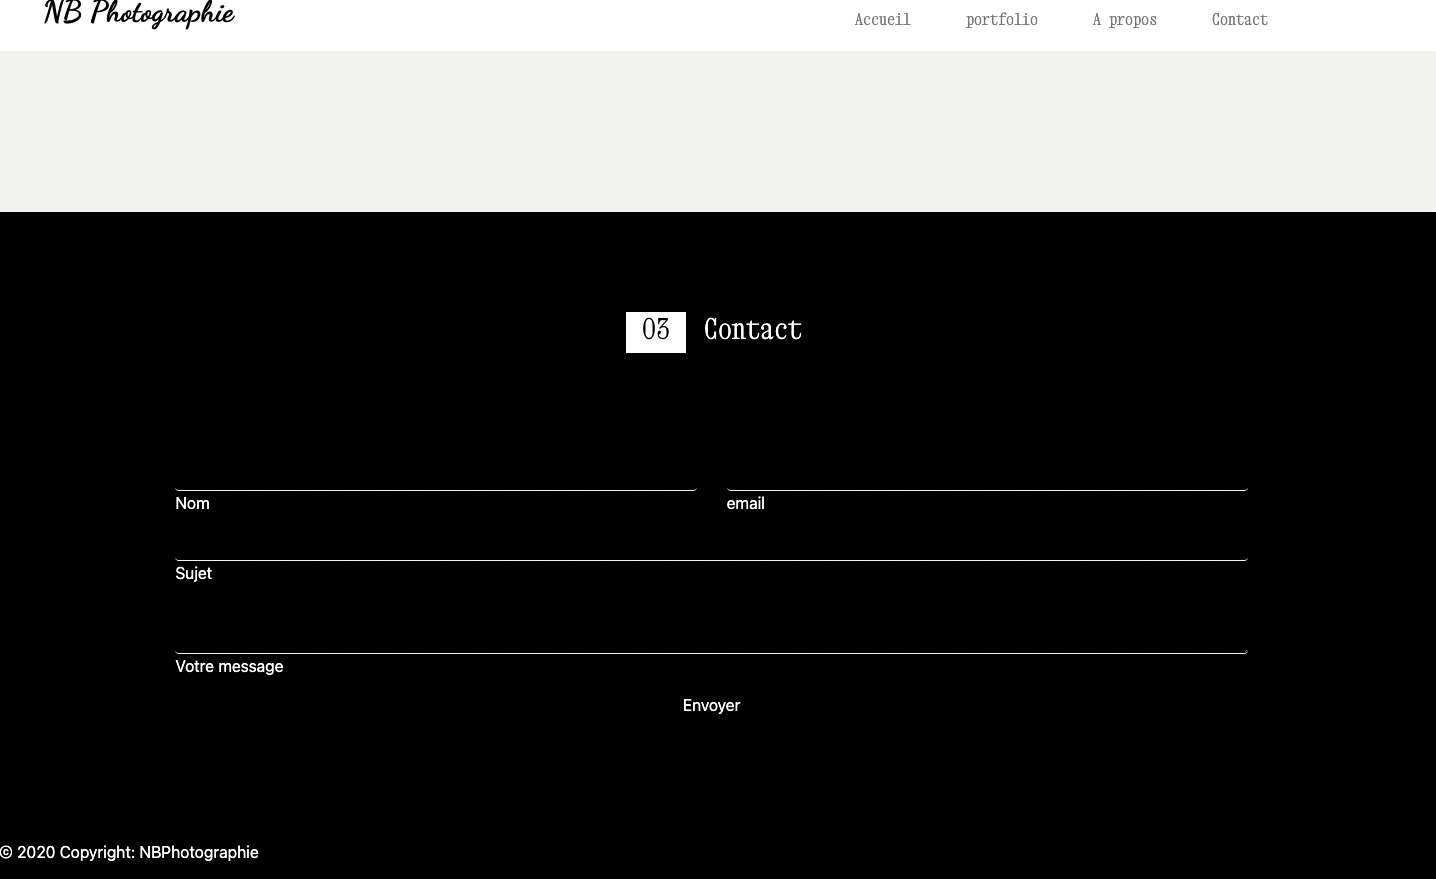 NB Photographie
Accueil portfolio A propos Contact
03 Contact
Nom email
Sujet
Votre message
Envoyer
© 2020 Copyright: NBPhotographie